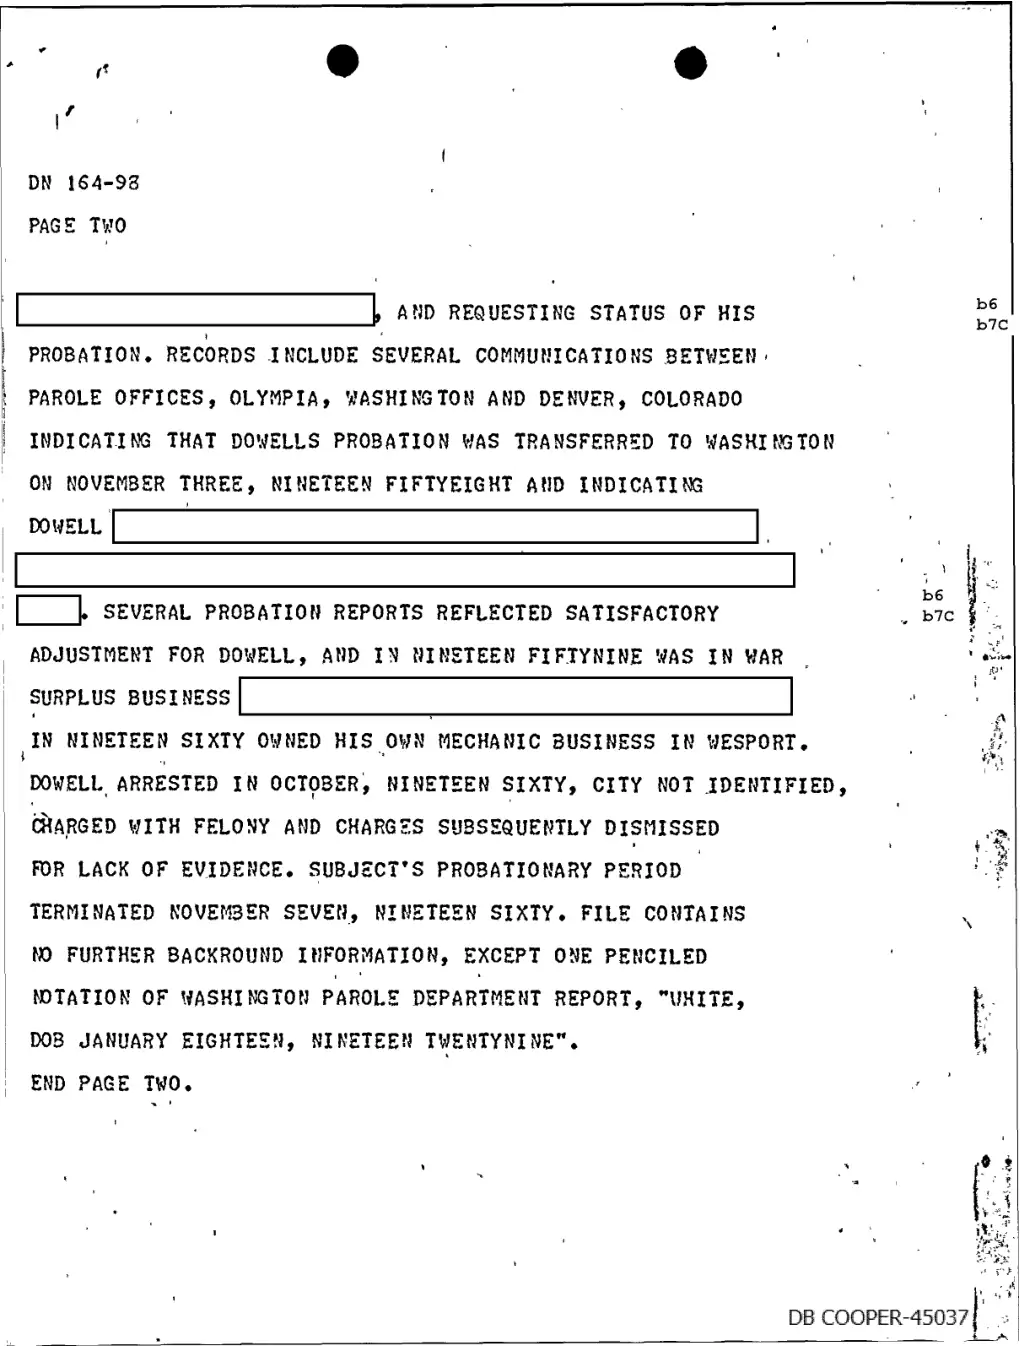 DN 164-98
PAGE TWO
, AND REQUESTING STATUS OF HIS
b6
b7C
PROBATION. RECORDS INCLUDE SEVERAL COMMUNICATIONS BETWEEN
PAROLE OFFICES, OLYMPIA, WASHINGTON AND DENVER, COLORADO
INDICATING THAT DOWELLS PROBATION WAS TRANSFERRED TO WASHINGTON
ON NOVEMBER THREE, NINETEEN FIFTYEIGHT AND INDICATING
DOWELL
b6
b7C
. SEVERAL PROBATION REPORTS REFLECTED SATISFACTORY
ADJUSTMENT FOR DOWELL, AND IN NINETEEN FIFTYNINE WAS IN WAR
SURPLUS BUSINESS
IN NINETEEN SIXTY OWNED HIS OWN MECHANIC BUSINESS IN WESPORT.
DOWELL ARRESTED IN OCTOBER, NINETEEN SIXTY, CITY NOT IDENTIFIED,
CHARGED WITH FELONY AND CHARGES SUBSEQUENTLY DISMISSED
FOR LACK OF EVIDENCE. SUBJECT'S PROBATIONARY PERIOD
TERMINATED NOVEMBER SEVEN, NINETEEN SIXTY. FILE CONTAINS
NO FURTHER BACKROUND INFORMATION, EXCEPT ONE PENCILED
NOTATION OF WASHINGTON PAROLE DEPARTMENT REPORT, "WHITE,
DOB JANUARY EIGHTEEN, NINETEEN TWENTYNINE".
END PAGE TWO.
DB COOPER-45037